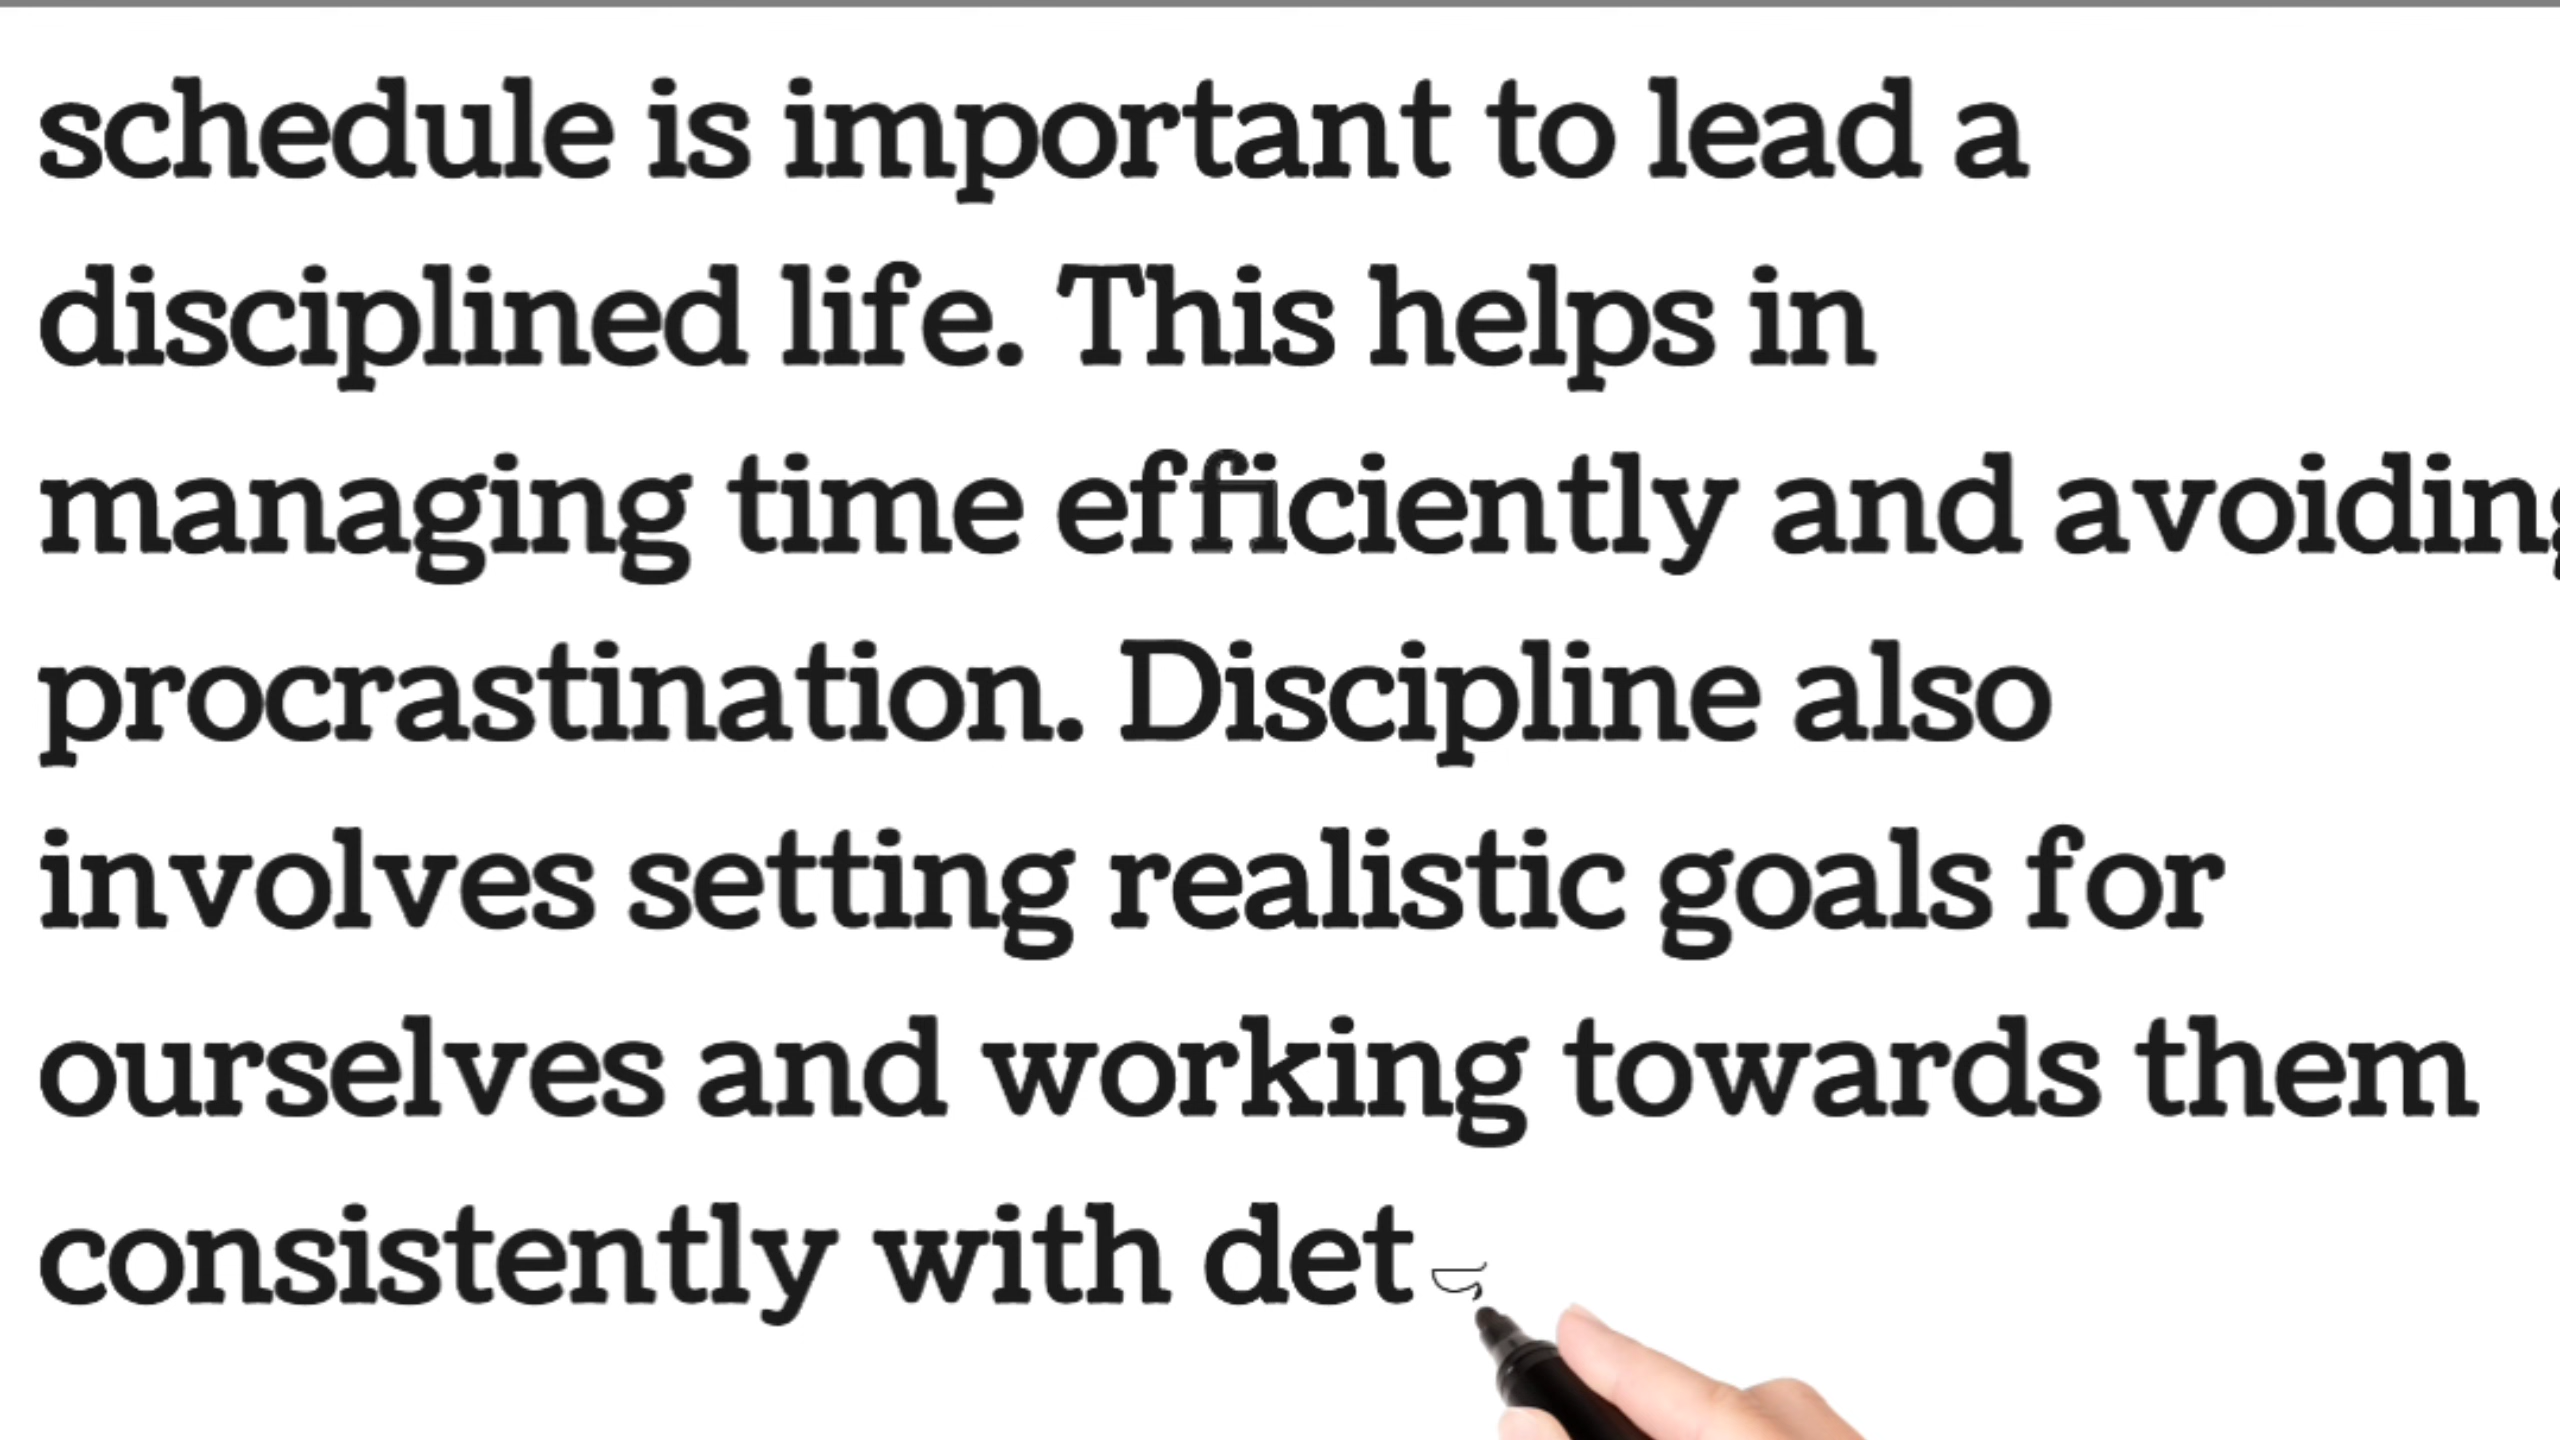 schedule is important to lead a
disciplined life. This helps in
managing time efficiently and avoiding
procrastination. Discipline also
involves setting realistic goals for
ourselves and working towards them
consistently with det